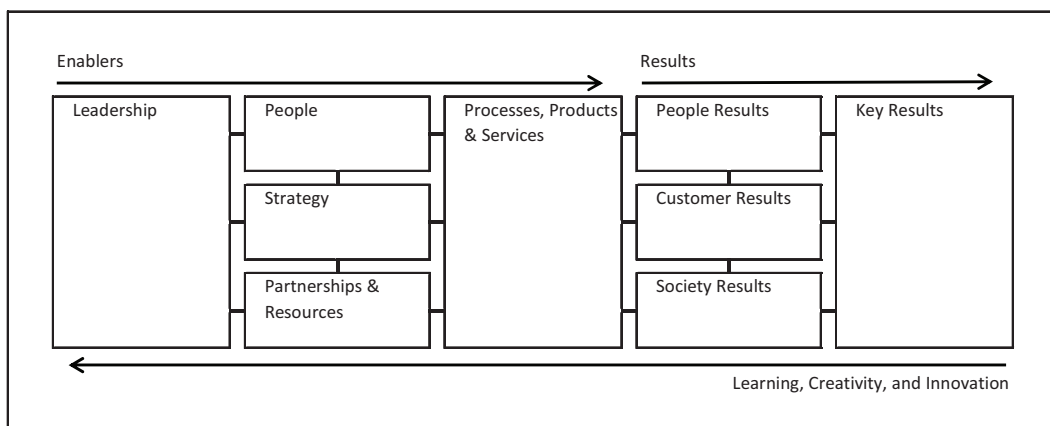 Enablers
Results
Leadership
People
Processes, Products
& Services
People Results
Key Results
Strategy
Customer Results
Partnerships &
Resources
Society Results
Learning, Creativity, and Innovation